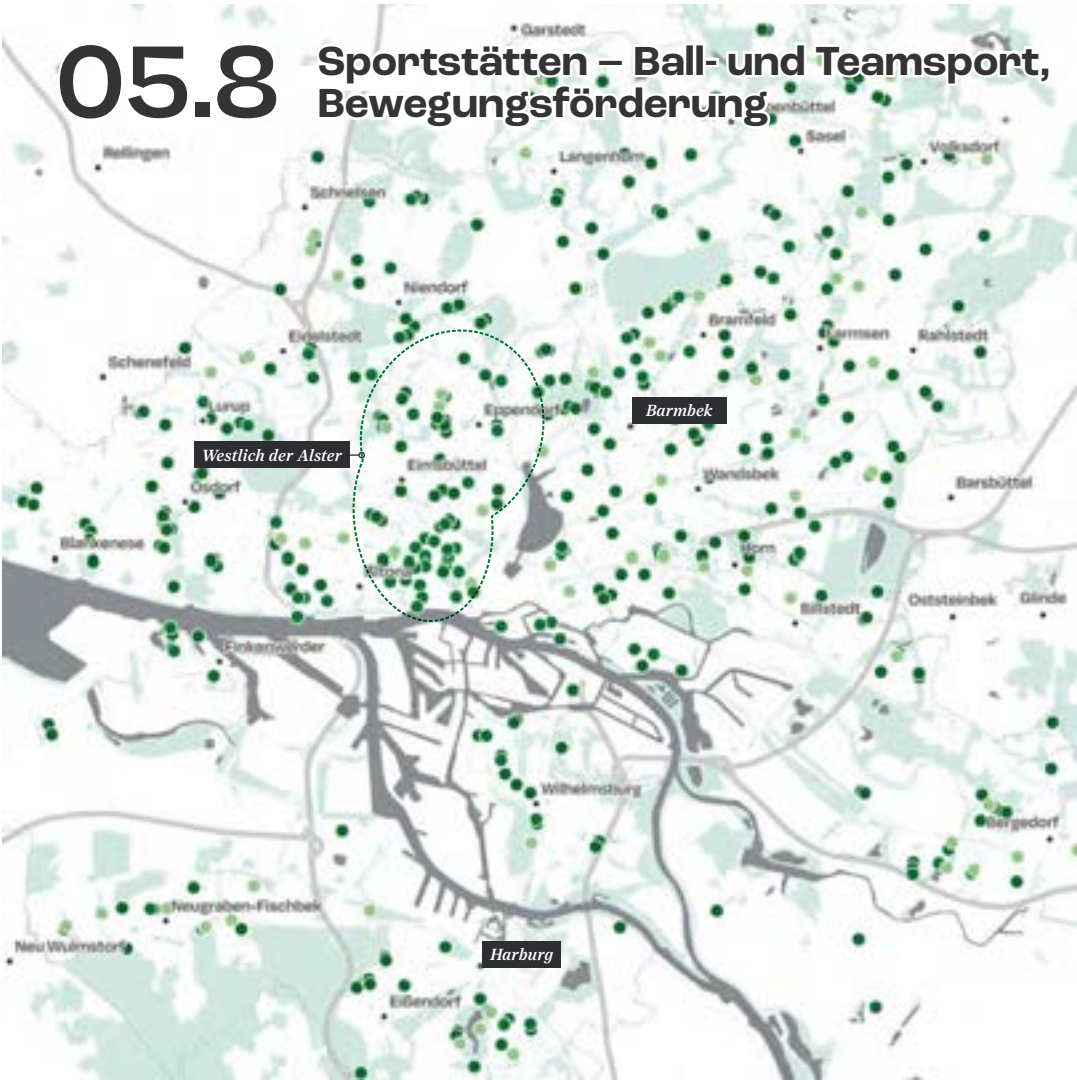 Garstedt
05.8
Sportstätten – Ball- und Teamsport,
Bewegungsförderung
Sasel
Volksdorf
Rellingen
Langenhorn
Schnelsen
Niendorf
Bramfeld
Eidelstedt
Farmsen
Rahlstedt
Schenefeld
Lurup
Eppendorf
Barmbek
Westlich der Alster
Eimsbüttel
Wandsbek
Osdorf
Barsbüttel
Blankenese
Horn
Altona
Billstedt
Oststeinbek
Glinde
Finkenwerder
Wilhelmsburg
Bergedorf
Neugraben-Fischbek
Neu Wulmstorf
Harburg
Eißendorf